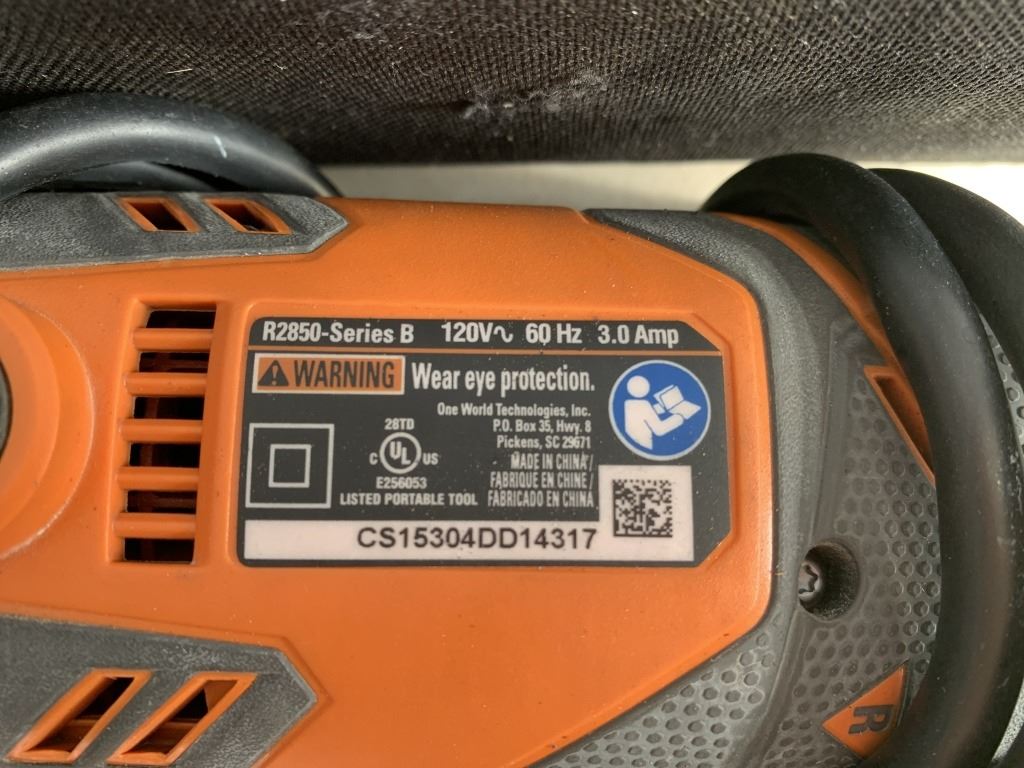 R2850-Series B 120V∿ 60 Hz 3.0 Amp
WARNING Wear eye protection.
One World Technologies, Inc.
P.O. Box 35, Hwy. 8
Pickens, SC 29671
MADE IN CHINA/
FABRIQUE EN CHINE/
FABRICADO EN CHINA
28TD
C UL US
E256053
LISTED PORTABLE TOOL
CS15304DD14317
R